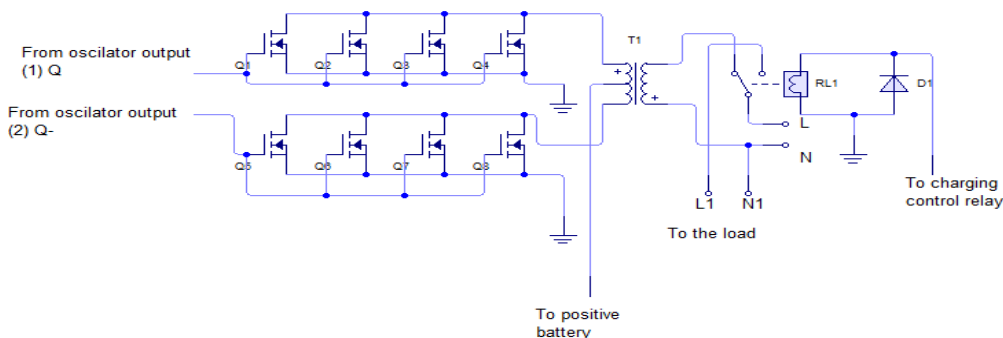 From oscilator output
(1) Q
Q1
Q2
Q3
Q4
T1
+
+
RL1
D1
From oscilator output
(2) Q-
Q5
Q6
Q7
Q8
L
N
L1
N1
To the load
To charging
control relay
To positive
battery